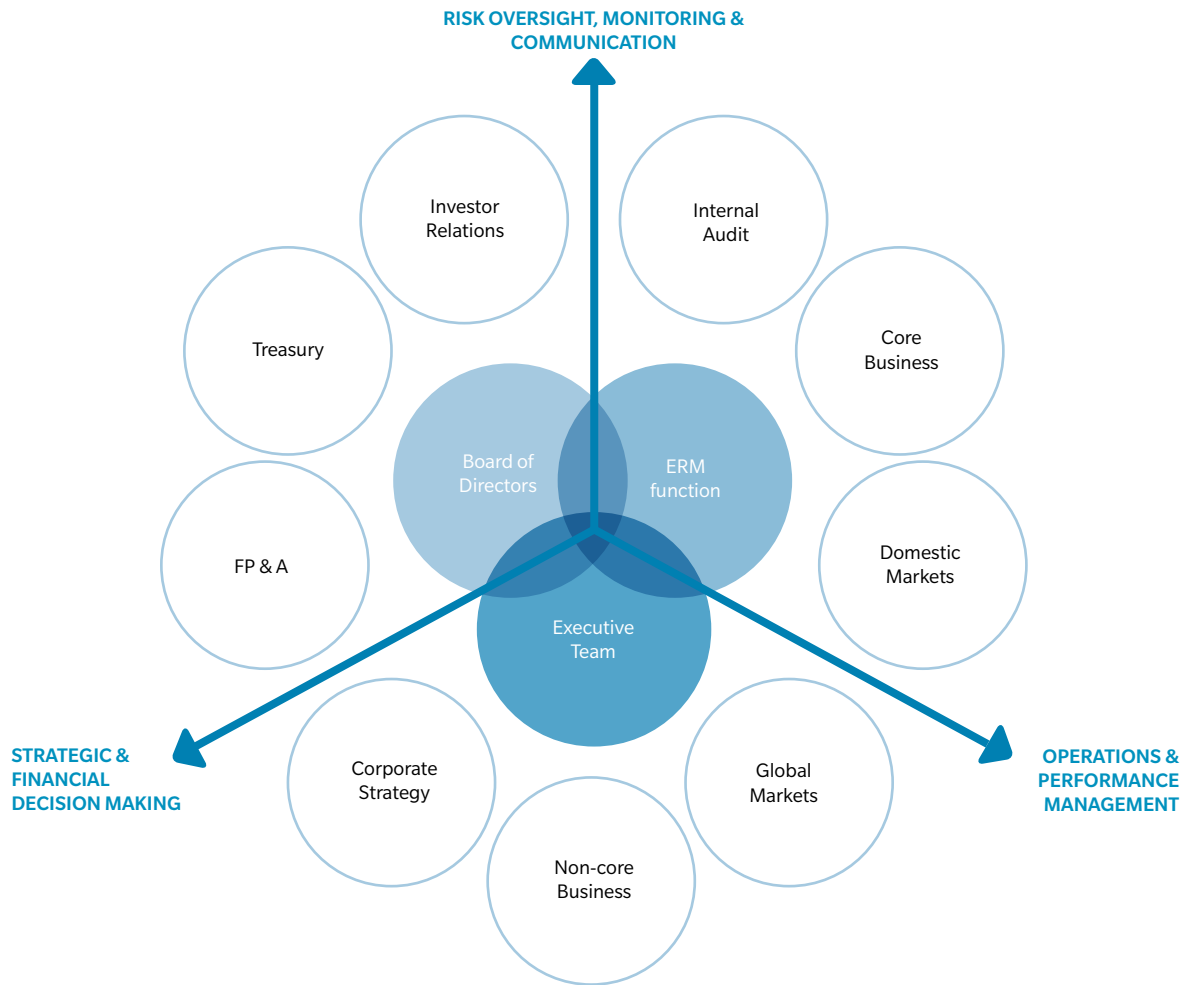 RISK OVERSIGHT, MONITORING &
COMMUNICATION
Investor
Relations
Internal
Audit
Treasury
Core
Business
Board of
Directors
ERM
function
FP & A
Domestic
Markets
Executive
Team
STRATEGIC &
FINANCIAL
DECISION MAKING
Corporate
Strategy
Global
Markets
OPERATIONS &
PERFORMANCE
MANAGEMENT
Non-core
Business